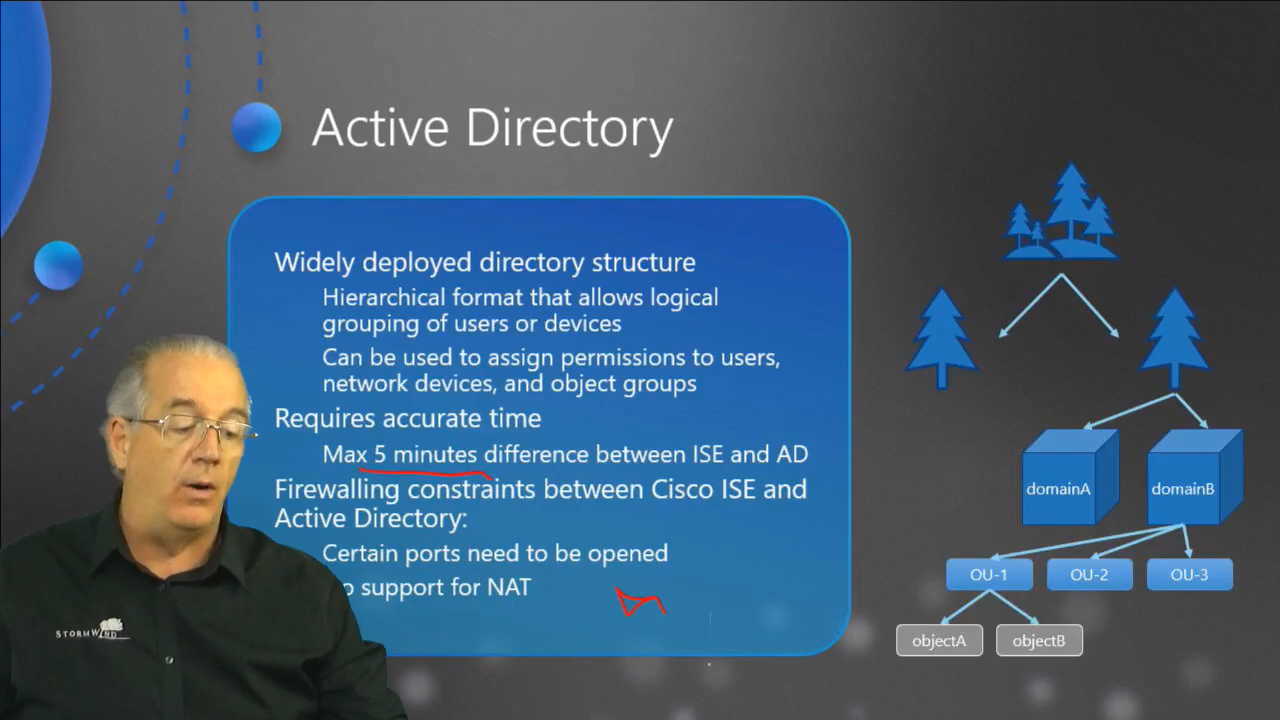 Active Directory
Widely deployed directory structure
Hierarchical format that allows logical
grouping of users or devices
Can be used to assign permissions to users,
network devices, and object groups
Requires accurate time
Max 5 minutes difference between ISE and AD
Firewalling constraints between Cisco ISE and
Active Directory:
Certain ports need to be opened
support for NAT
domainA
domainB
OU-1
OU-2
OU-3
objectA
objectB
STORMWIND